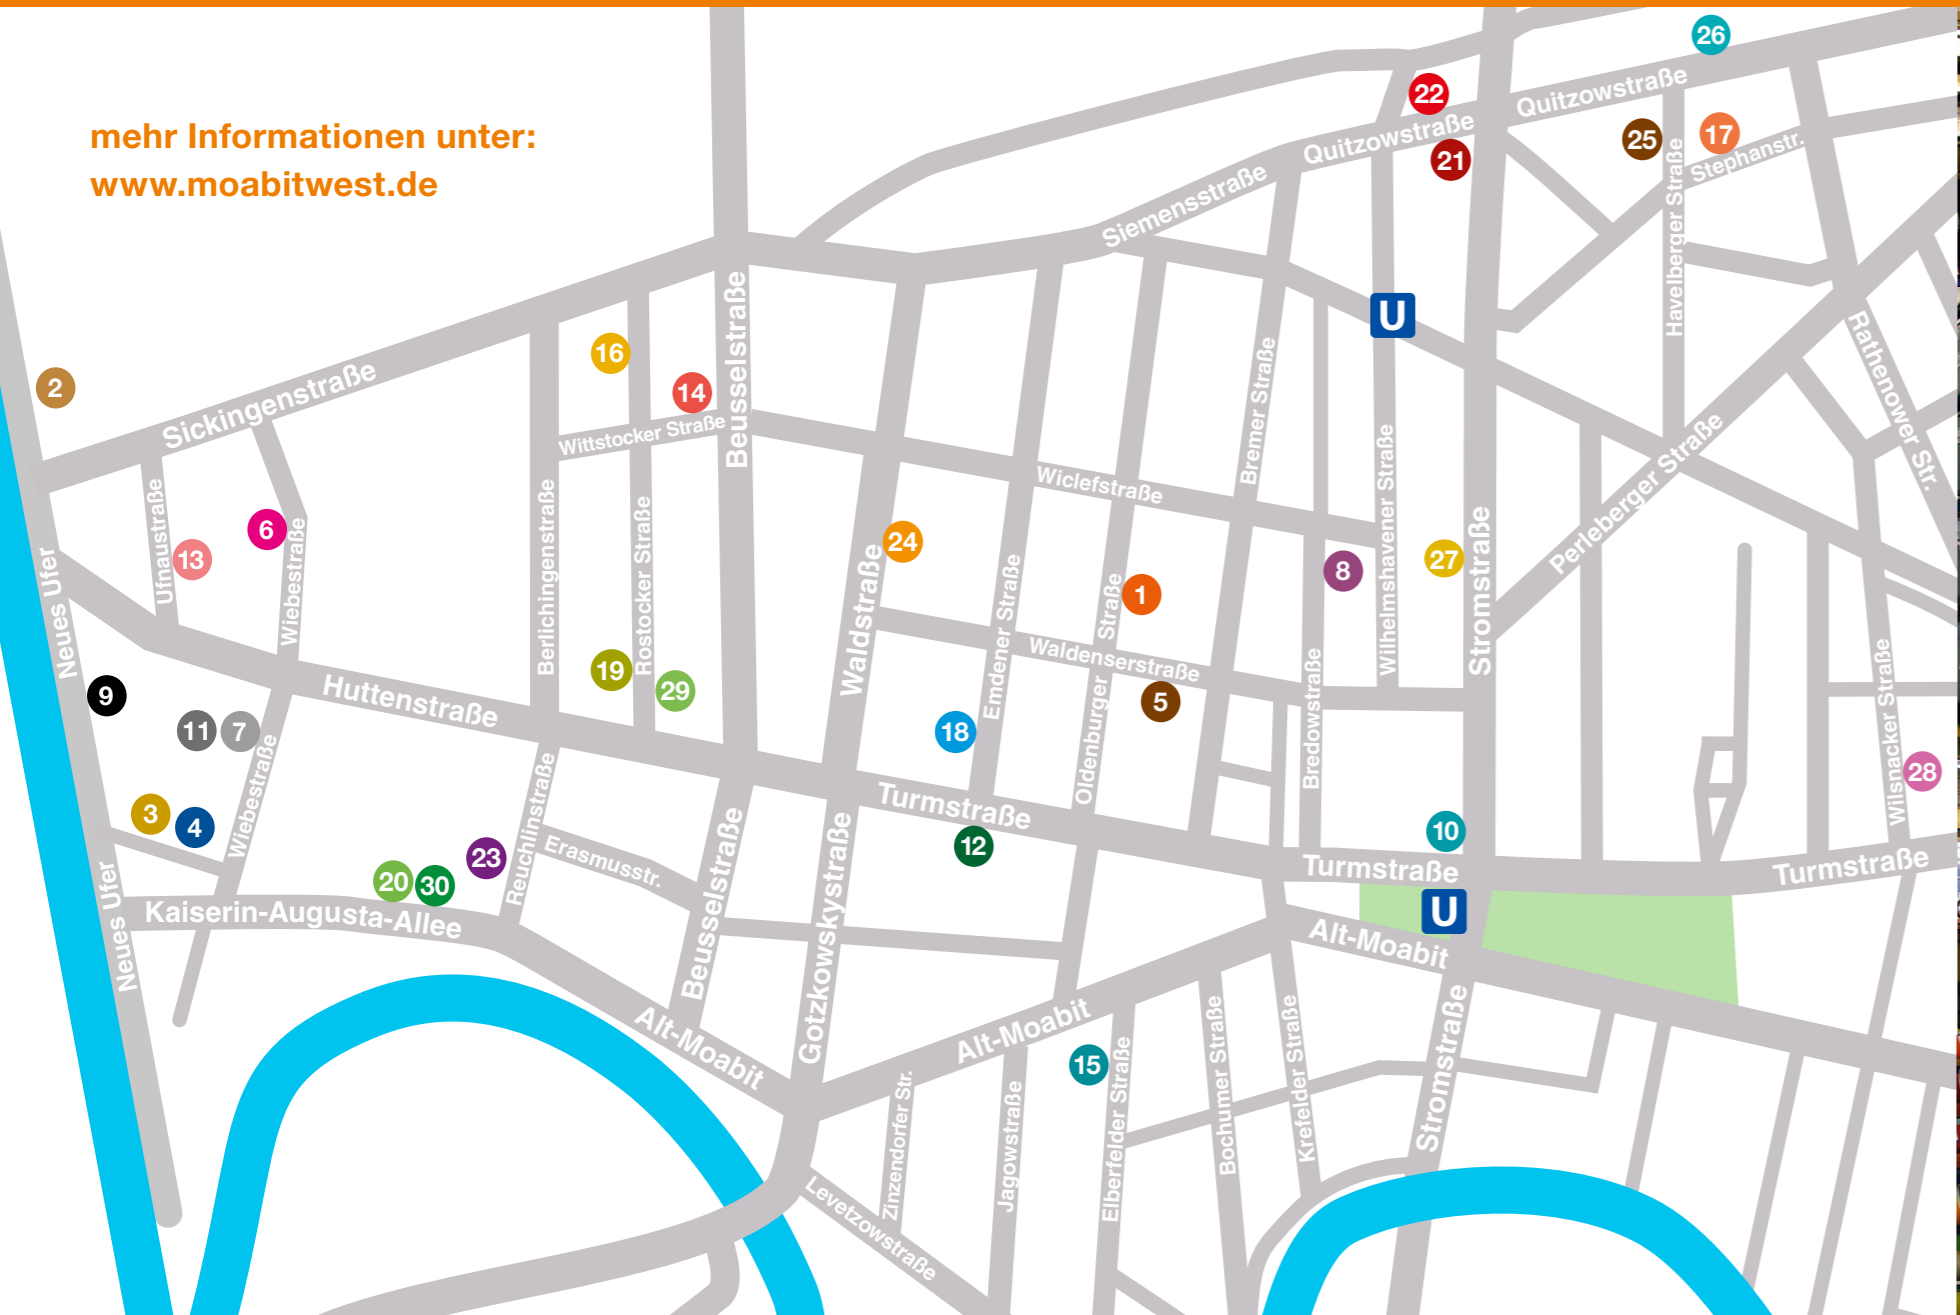 mehr Informationen unter:
www.moabitwest.de
26
22
Quitzowstraße
Quitzowstraße
21
25
17
Stephanstr.
Siemensstraße
Havelberger Straße
U
Beusselstraße
16
14
2
Sickingenstraße
Wittstocker Straße
Bremer Straße
Rathenower Str.
Wiclefstraße
Wilhelmshavener Straße
Perleberger Straße
Ufnaustraße
6
13
Wiebestraße
Berlichingenstraße
Rostocker Straße
24
Waldstraße
Emdener Straße
Oldenburger Straße
1
8
27
Stromstraße
Neues Ufer
Waldenserstraße
19
29
5
9
Huttenstraße
11
7
18
Bredowstraße
Wilsnacker Straße
28
Wiebestraße
3
4
Reuchlinstraße
Turmstraße
12
10
23
Erasmusstr.
Beusselstraße
Gotzkowskystraße
Turmstraße
Turmstraße
20
30
Neues Ufer
Kaiserin-Augusta-Allee
U
Alt-Moabit
Alt-Moabit
Alt-Moabit
15
Zinzendorfer Str.
Jagowstraße
Elberfelder Straße
Bochumer Straße
Krefelder Straße
Stromstraße
Levetzowstraße